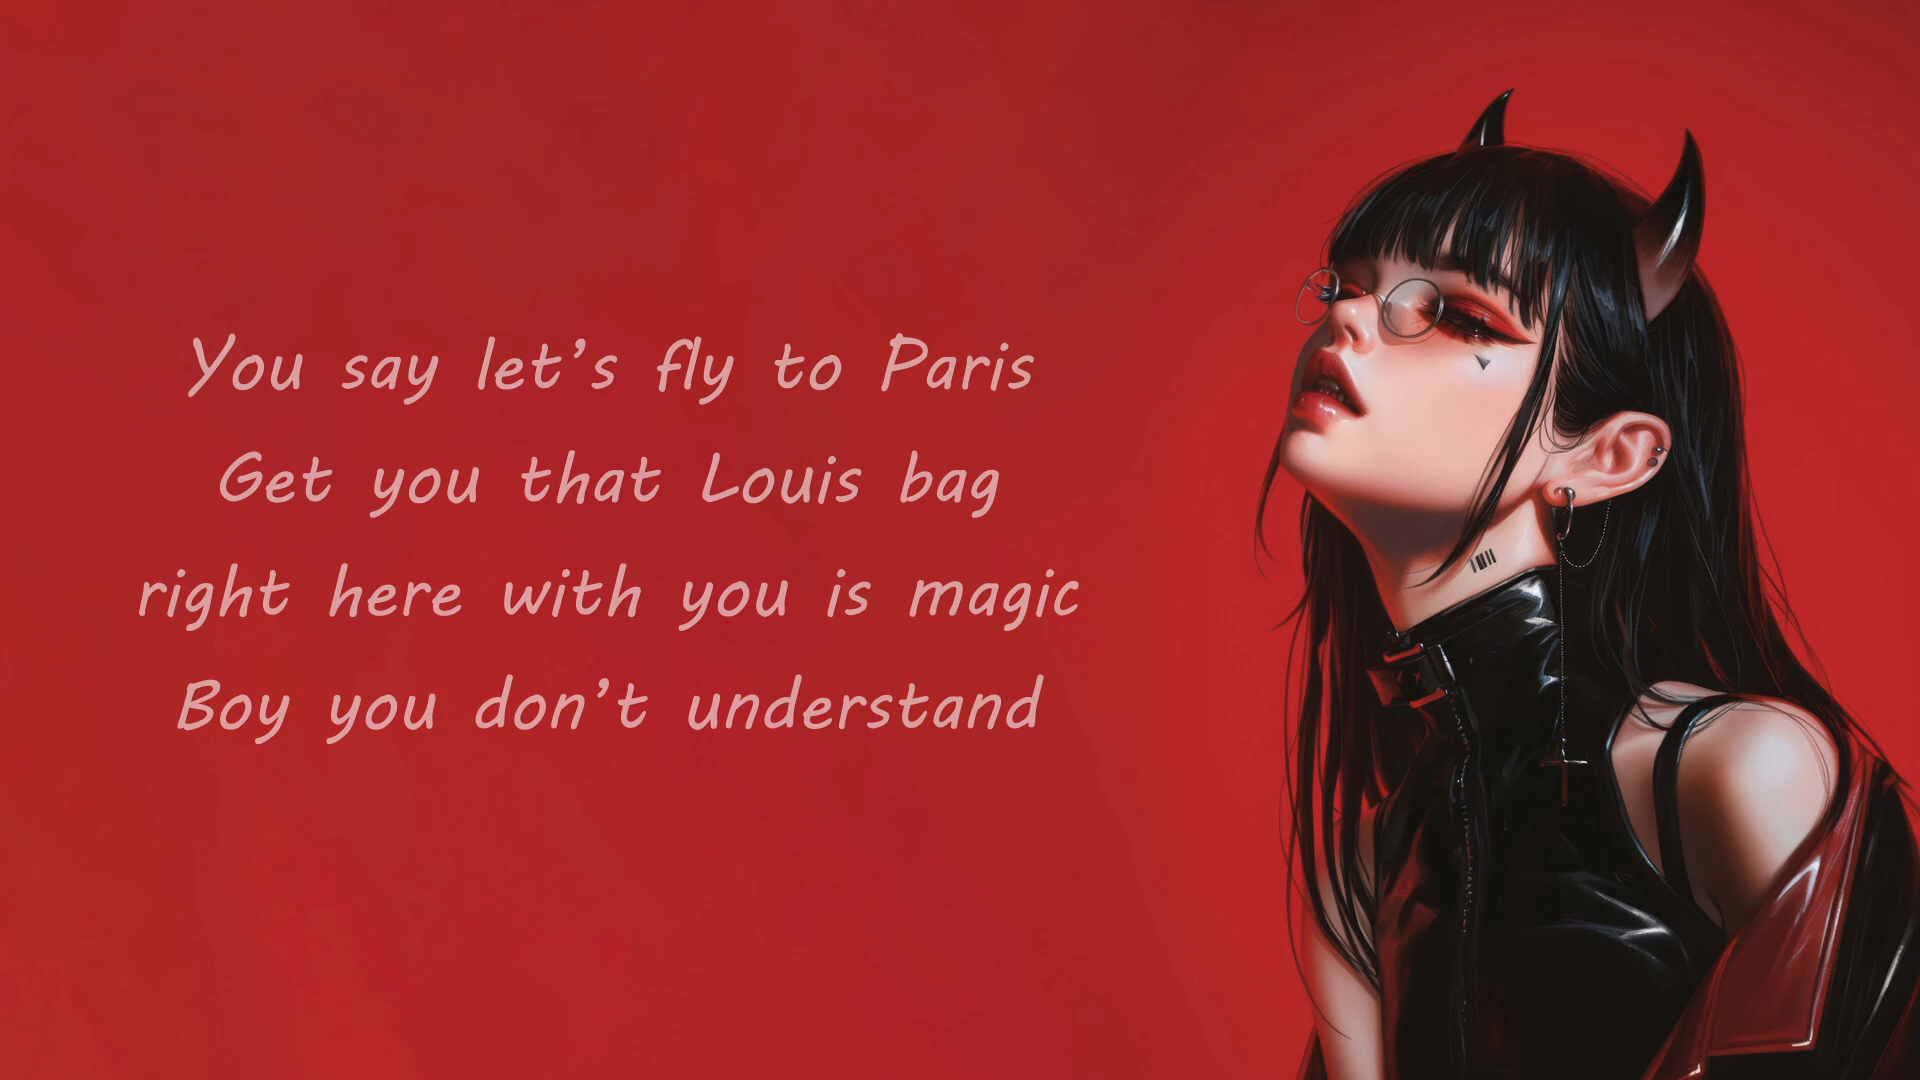 You say let’s fly to Paris
Get you that Louis bag
right here with you is magic
Boy you don’t understand